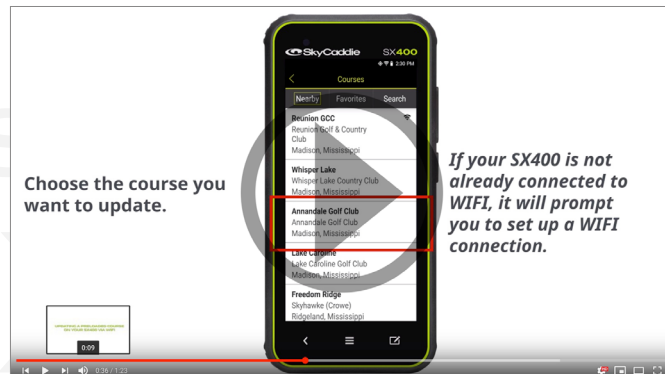 SkyCaddie SX400
2:30 PM
Courses
Nearby Favorites Search
Reunion GCC
Reunion Golf & Country
Club
Madison, Mississippi
Whisper Lake
Whisper Lake Country Club
Madison, Mississippi
Annandale Golf Club
Annandale Golf Club
Madison, Mississippi
Lake Caroline
Lake Caroline Golf Club
Madison, Mississippi
Freedom Ridge
Skyhawke (Crowe)
Ridgeland, Mississippi
Choose the course you
want to update.
If your SX400 is not
already connected to
WIFI, it will prompt
you to set up a WIFI
connection.
0:09
0:36 / 1:23